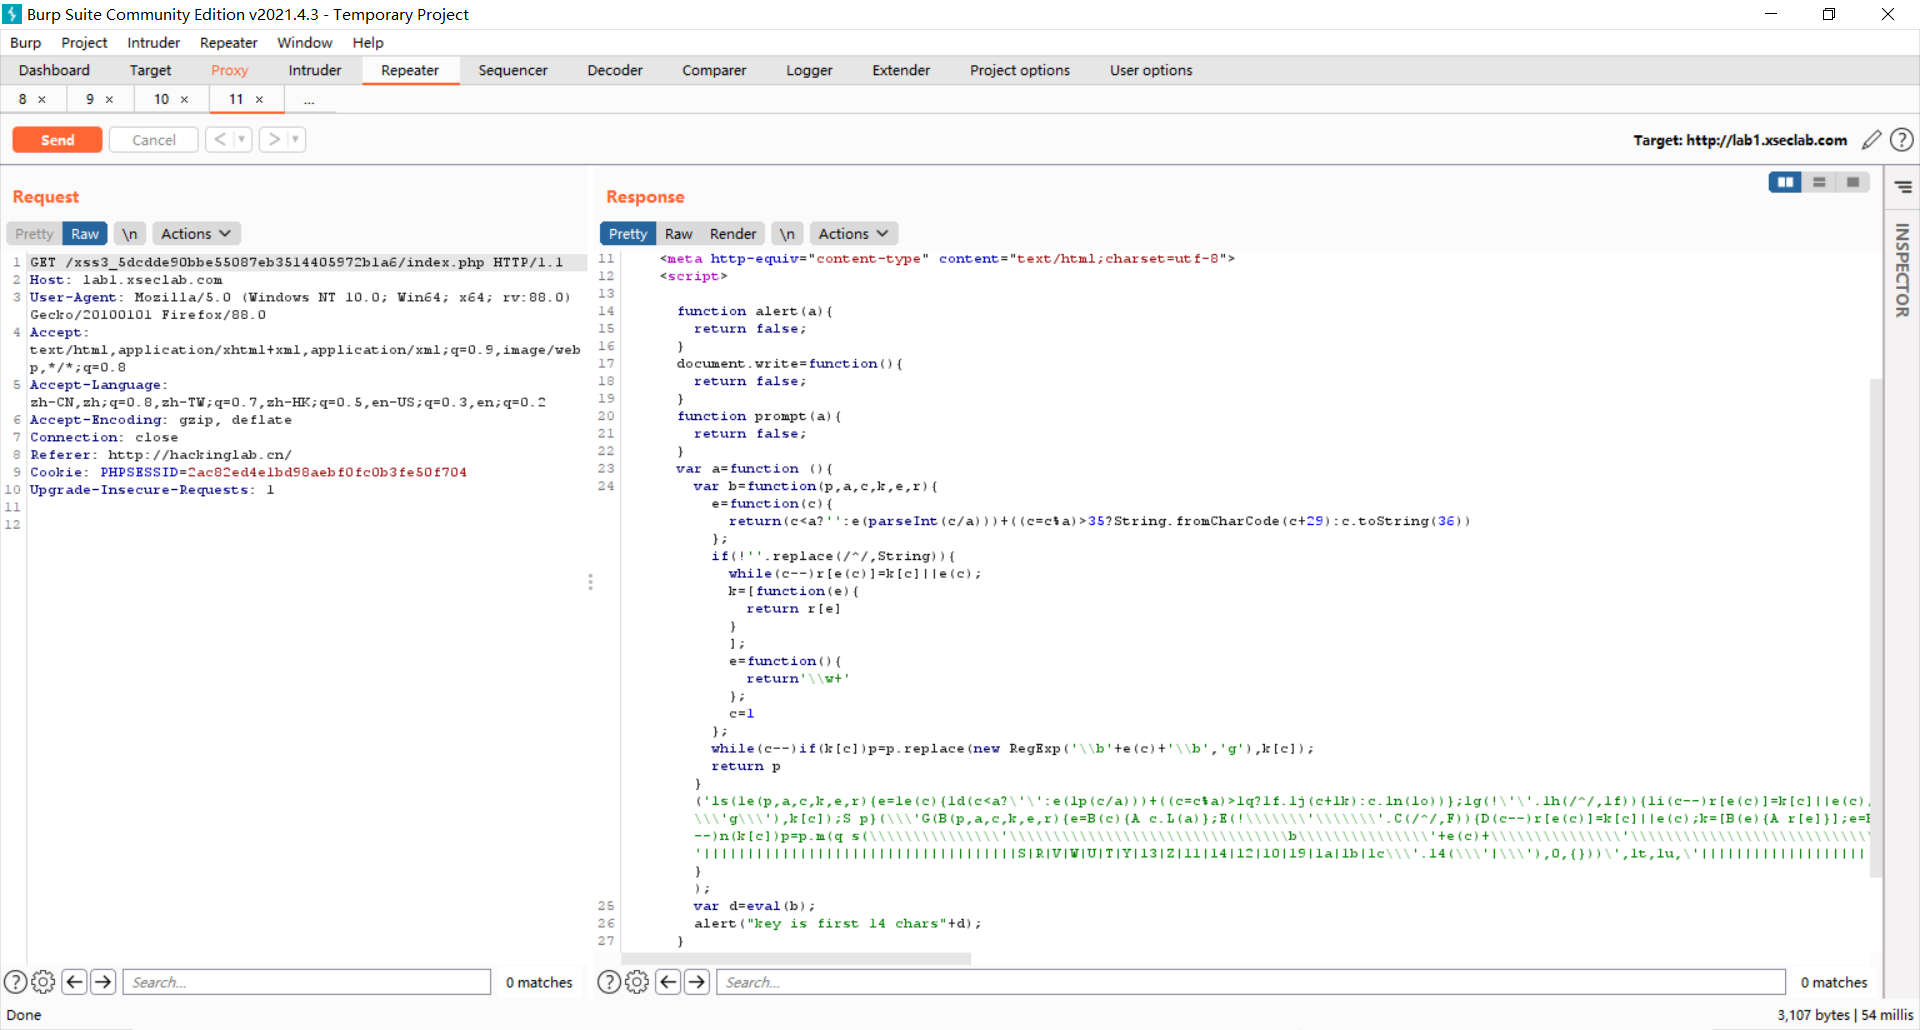 Burp Suite Community Edition v2021.4.3 - Temporary Project
Burp Project Intruder Repeater Window Help
Dashboard Target Proxy Intruder Repeater Sequencer Decoder Comparer Logger Extender Project options User options
8 × 9 × 10 × 11 × ...
Send Cancel < > Target: http://lab1.xseclab.com ?
Request
Pretty Raw \n Actions
1 GET /xss3_5dcdde90bbe55087eb3514405972b1a6/index.php HTTP/1.1
2 Host: lab1.xseclab.com
3 User-Agent: Mozilla/5.0 (Windows NT 10.0; Win64; x64; rv:88.0)
Gecko/20100101 Firefox/88.0
4 Accept:
text/html,application/xhtml+xml,application/xml;q=0.9,image/web
p,*/*;q=0.8
5 Accept-Language:
zh-CN,zh;q=0.8,zh-TW;q=0.7,zh-HK;q=0.5,en-US;q=0.3,en;q=0.2
6 Accept-Encoding: gzip, deflate
7 Connection: close
8 Referer: http://hackinglab.cn/
9 Cookie: PHPSESSID=2ac82ed4e1bd98aebf0fc0b3fe50f704
10 Upgrade-Insecure-Requests: 1
11
12
Response
Pretty Raw Render \n Actions
11 <meta http-equiv="content-type" content="text/html;charset=utf-8">
12 <script>
13
14 function alert(a){
15 return false;
16 }
17 document.write=function(){
18 return false;
19 }
20 function prompt(a){
21 return false;
22 }
23 var a=function (){
24 var b=function(p,a,c,k,e,r){
e=function(c){
return(c<a?'':e(parseInt(c/a)))+((c=c%a)>35?String.fromCharCode(c+29):c.toString(36))
};
if(!''.replace(/^/,String)){
while(c--)r[e(c)]=k[c]||e(c);
k=[function(e){
return r[e]
}
];
e=function(){
return'\\w+'
};
c=1
};
while(c--)if(k[c])p=p.replace(new RegExp('\\b'+e(c)+'\\b','g'),k[c]);
return p
}
('1s(1e(p,a,c,k,e,r){e=1e(c){1d(c<a?\'\':e(1p(c/a)))+((c=c%a)>1q?1f.1j(c+1k):c.1n(1o))};1g(!\'\'.1h(/^/,1f)){1i(c--)r[e(c)]=k[c]||e(c),
\\\'g\\\'),k[c]);S p}(\\\'G(B(p,a,c,k,e,r){e=B(c){A c.L(a)};E(!\\\\\\\'\\\\\\\'.C(/^/,F)){D(c--)r[e(c)]=k[c]||e(c);k=[B(e){A r[e]}];e=
--)n(k[c])p=p.m(q s(
b
'+e(c)+
'|||||||||||||||||||||||||||||||||||S|R|V|W|U|T|Y|13|Z|11|14|12|10|19|1a|1b|1c\\\'.14(\\\'|\\\'),0,{}))\',1t,1u,\'|||||||||||||||||||
}
);
25 var d=eval(b);
26 alert("key is first 14 chars"+d);
27 }
INSPECTOR
? Search... 0 matches
? Search... 0 matches
Done 3,107 bytes | 54 millis